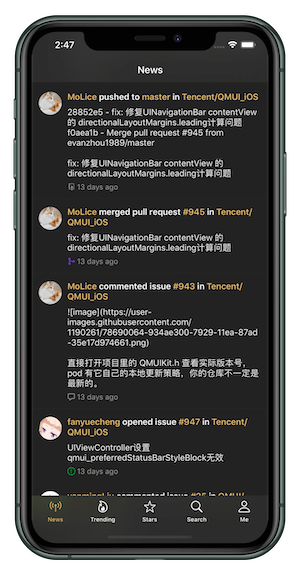 2:47
News
MoLice pushed to master in Tencent/QMUI_iOS
28852e5 - fix: 修复UINavigationBar contentView
的 directionalLayoutMargins.leading计算问题
f0aea1b - Merge pull request #945 from
evanzhou1989/master
fix: 修复UINavigationBar contentView 的
directionalLayoutMargins.leading计算问题
13 days ago
MoLice merged pull request #945 in Tencent/
QMUI_iOS
fix: 修复UINavigationBar contentView 的
directionalLayoutMargins.leading计算问题
13 days ago
MoLice commented issue #943 in Tencent/
QMUI_iOS
![image](https://user-
images.githubusercontent.com/
1190261/78690064-934ae300-7929-11ea-87ad
-35e17d974661.png)
直接打开项目里的 QMUIKit.h 查看实际版本号，
pod 有它自己的本地更新策略，你的仓库不一定是
最新的。
13 days ago
fanyuecheng opened issue #947 in Tencent/
QMUI_iOS
UIViewController设置
qmui_preferredStatusBarStyleBlock无效
13 days ago
commented issue #25 in QMUI/
News Trending Stars Search Me